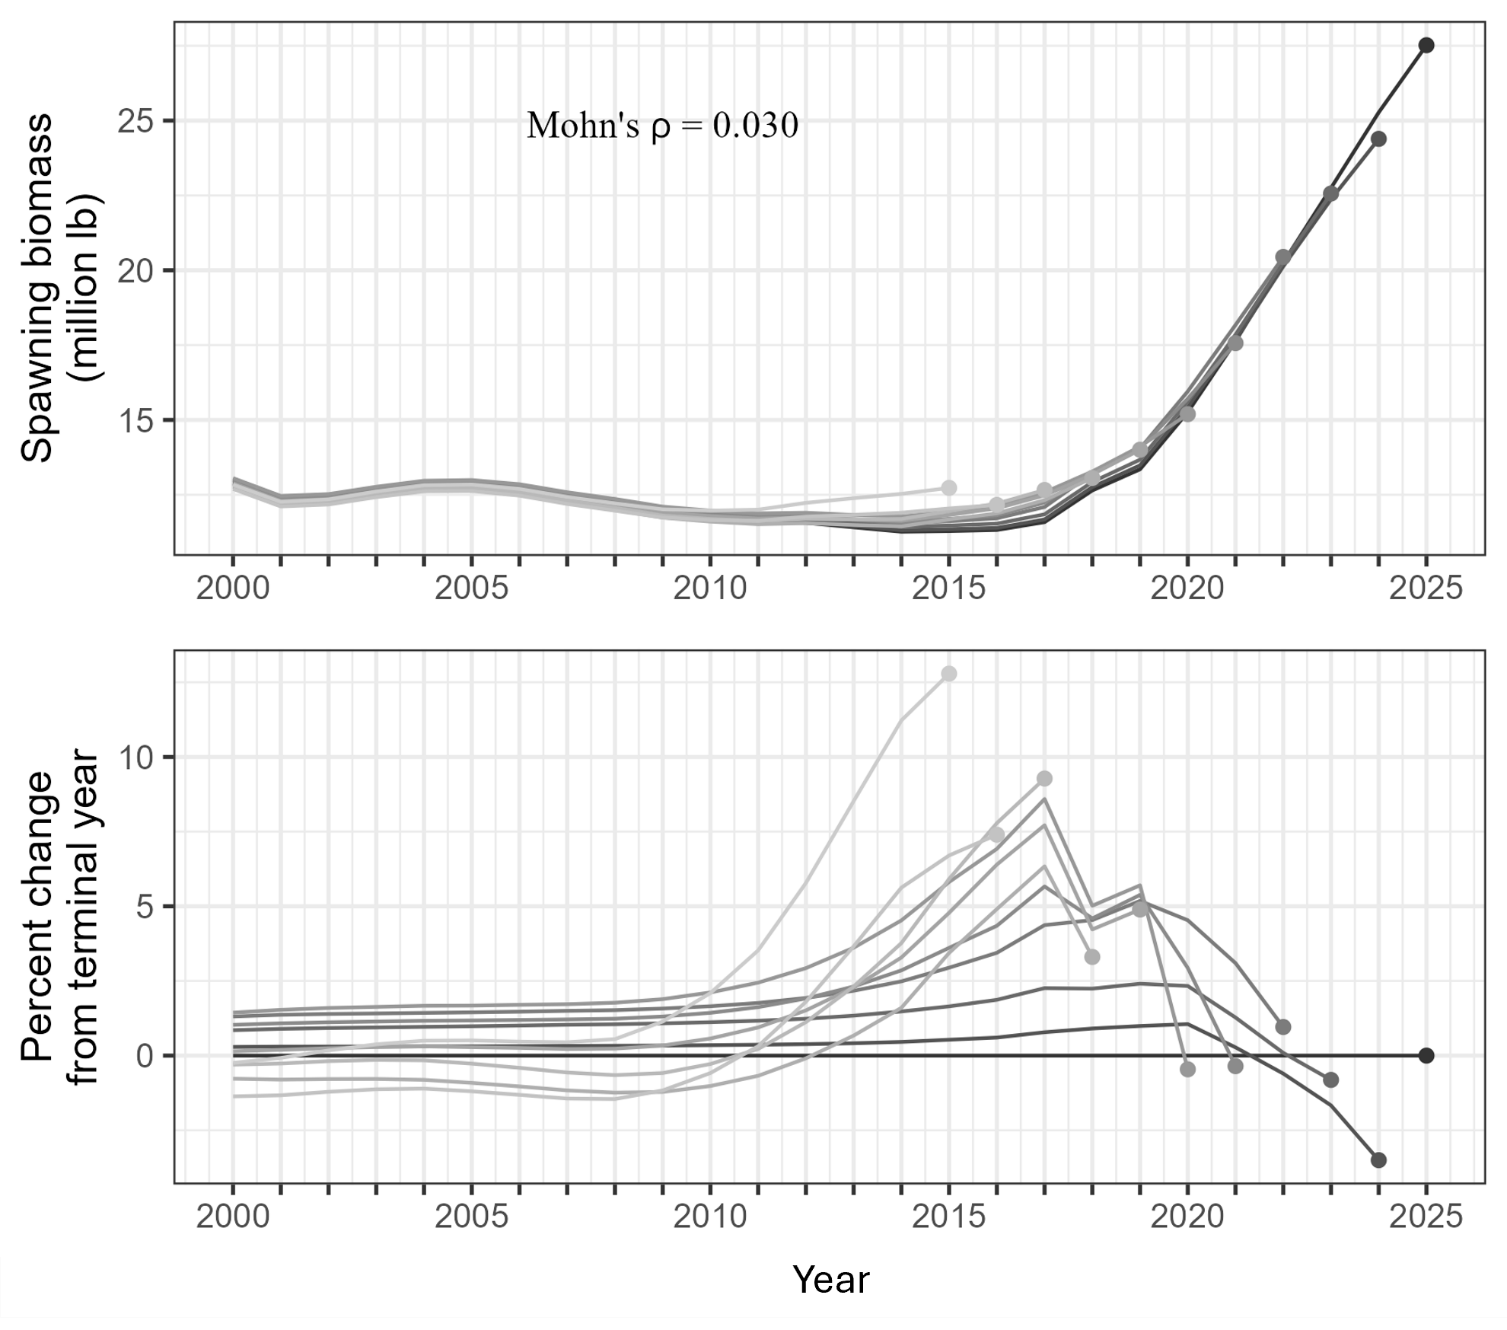 Spawning biomass
(million lb)
25
20
15
Mohn's ρ = 0.030
2000 2005 2010 2015 2020 2025
Percent change
from terminal year
10
5
0
2000 2005 2010 2015 2020 2025
Year